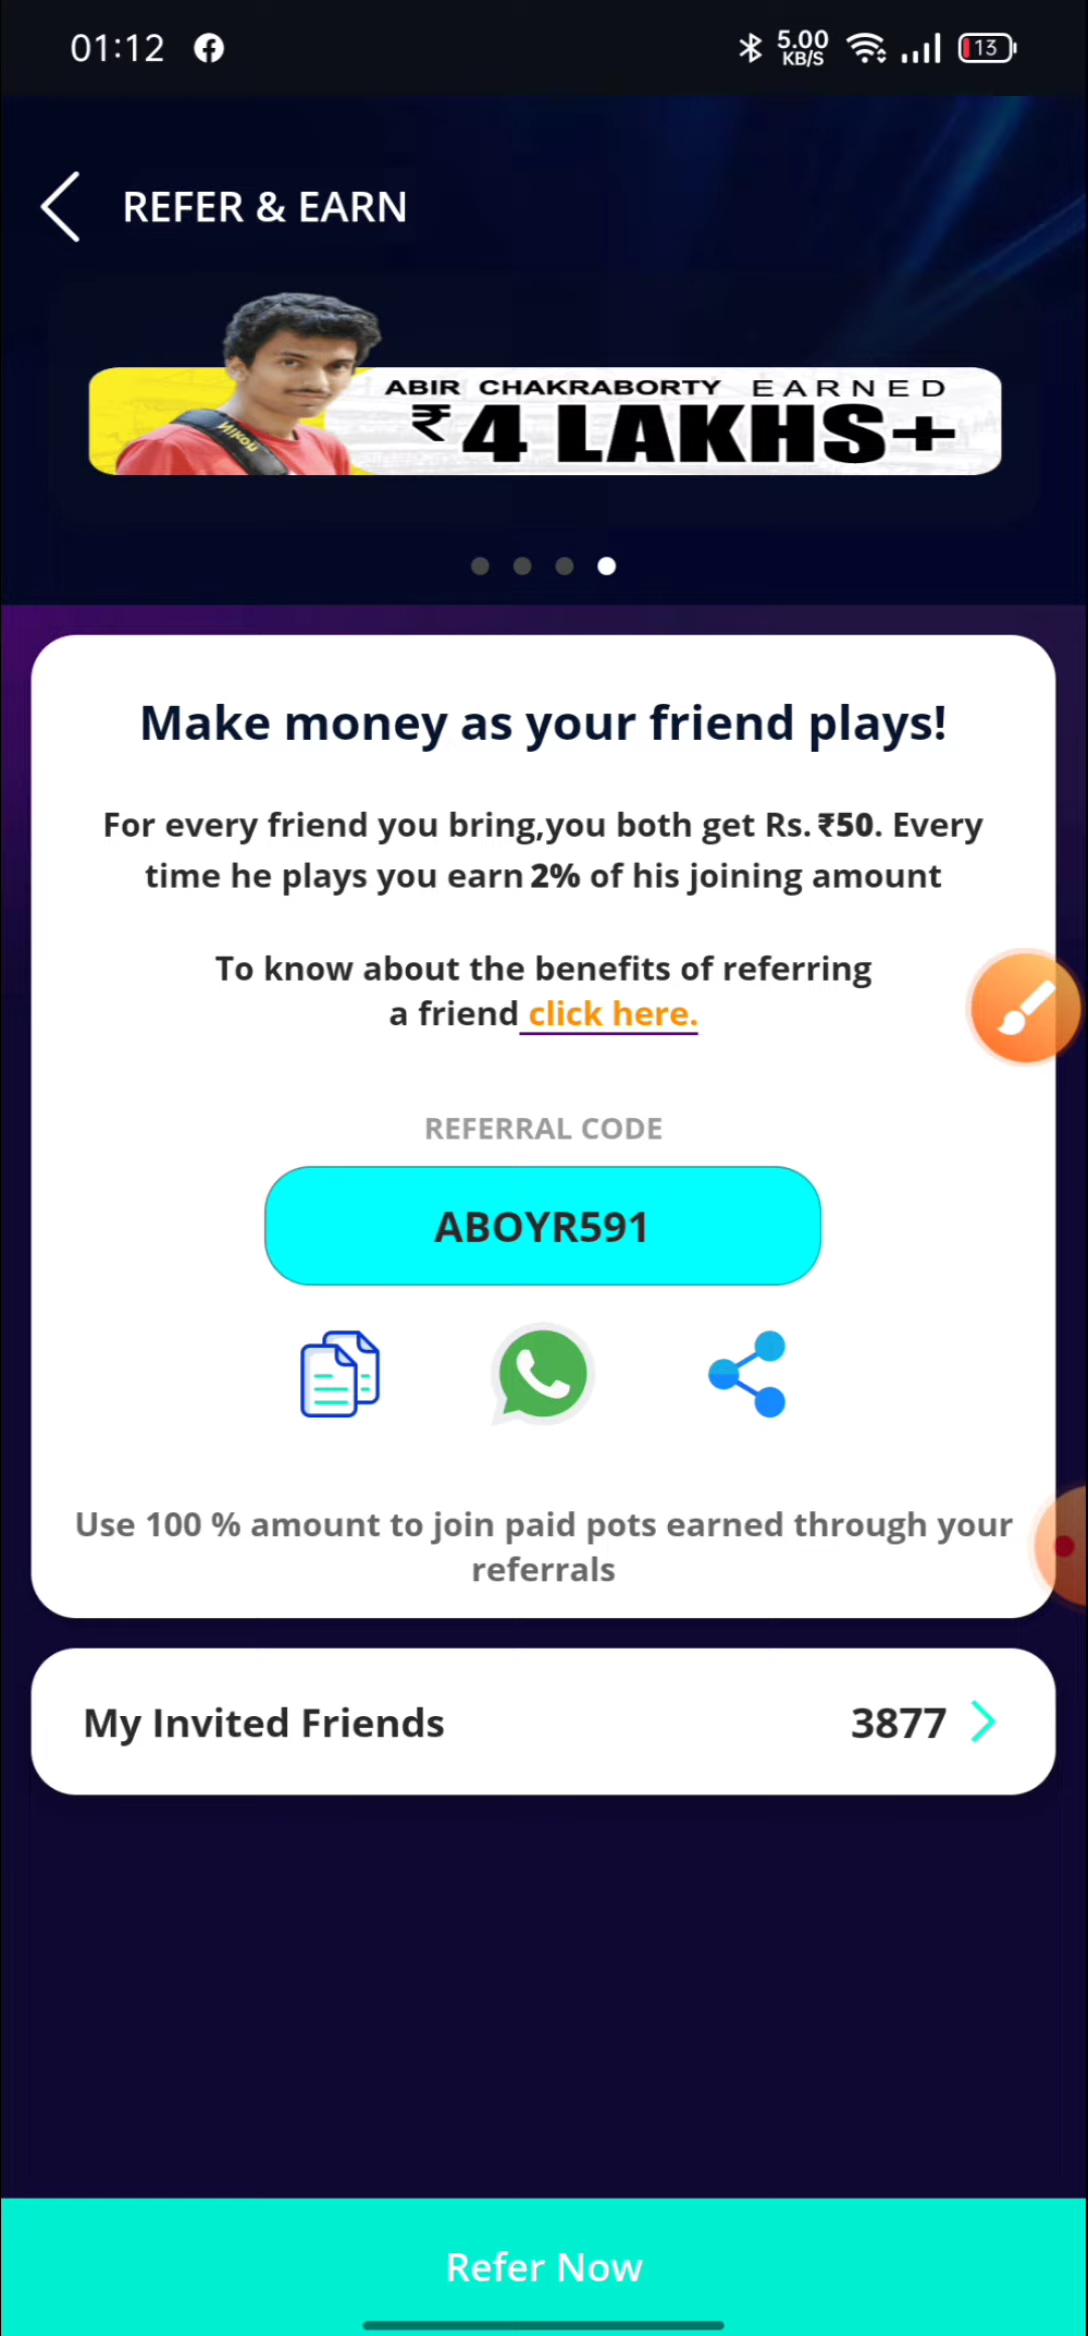 01:12
5.00
KB/S
13
REFER & EARN
ABIR CHAKRABORTY EARNED
₹4 LAKHS+
Nikon
Make money as your friend plays!
For every friend you bring,you both get Rs. ₹50. Every
time he plays you earn 2% of his joining amount
To know about the benefits of referring
a friend click here.
REFERRAL CODE
ABOYR591
Use 100 % amount to join paid pots earned through your
referrals
My Invited Friends 3877
Refer Now